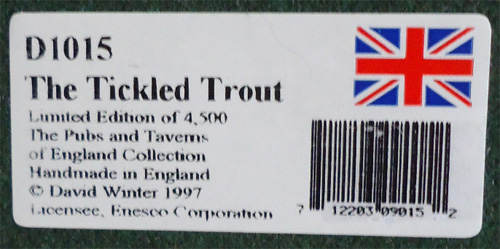 D1015
The Tickled Trout
Limited Edition of 4,500
The Pubs and Taverns
of England Collection
Handmade in England
© David Winter 1997
Licensee, Enesco Corporation
7 12203 09015 2